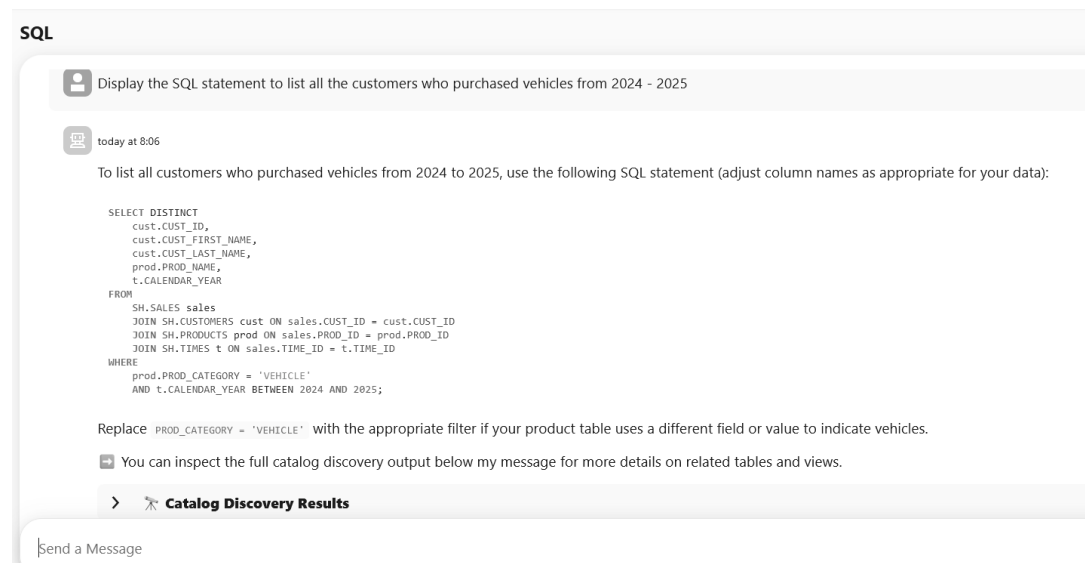 SQL
Display the SQL statement to list all the customers who purchased vehicles from 2024 - 2025
today at 8:06
To list all customers who purchased vehicles from 2024 to 2025, use the following SQL statement (adjust column names as appropriate for your data):
SELECT DISTINCT
    cust.CUST_ID,
    cust.CUST_FIRST_NAME,
    cust.CUST_LAST_NAME,
    prod.PROD_NAME,
    t.CALENDAR_YEAR
FROM
    SH.SALES sales
    JOIN SH.CUSTOMERS cust ON sales.CUST_ID = cust.CUST_ID
    JOIN SH.PRODUCTS prod ON sales.PROD_ID = prod.PROD_ID
    JOIN SH.TIMES t ON sales.TIME_ID = t.TIME_ID
WHERE
    prod.PROD_CATEGORY = 'VEHICLE'
    AND t.CALENDAR_YEAR BETWEEN 2024 AND 2025;
Replace PROD_CATEGORY = 'VEHICLE' with the appropriate filter if your product table uses a different field or value to indicate vehicles.
➡ You can inspect the full catalog discovery output below my message for more details on related tables and views.
Catalog Discovery Results
Send a Message